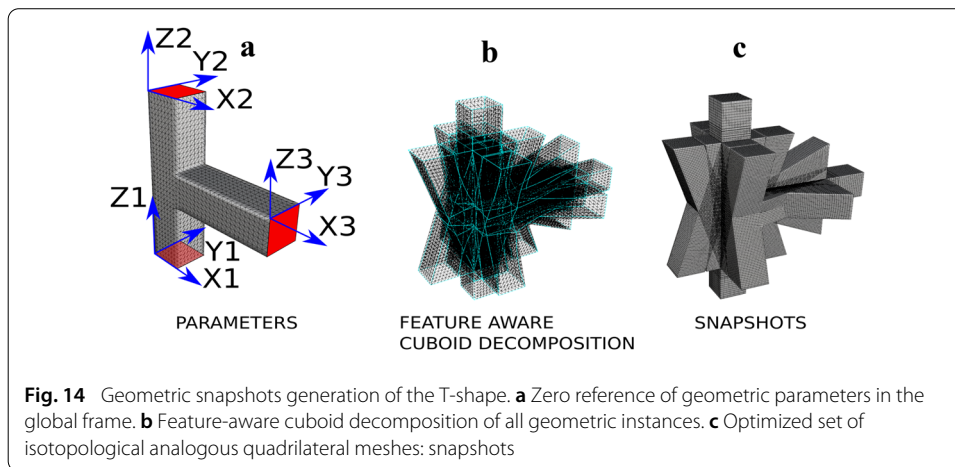 a
b
c
Z2
Y2
X2
Z3
Y3
X3
Z1
Y1
X1
PARAMETERS
FEATURE AWARE
CUBOID DECOMPOSITION
SNAPSHOTS
Fig. 14 Geometric snapshots generation of the T-shape. a Zero reference of geometric parameters in the
global frame. b Feature-aware cuboid decomposition of all geometric instances. c Optimized set of
isotopological analogous quadrilateral meshes: snapshots